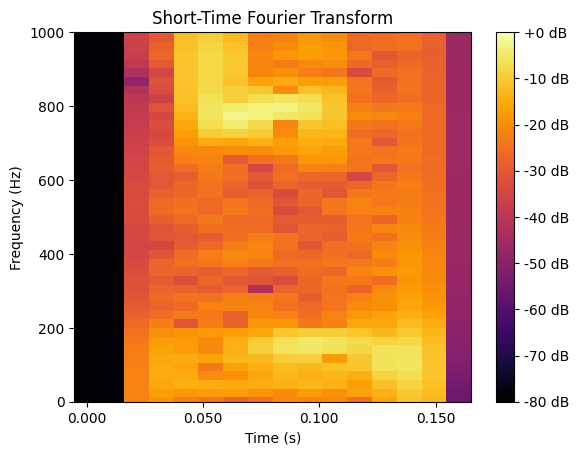 Short-Time Fourier Transform
Frequency (Hz)
1000
800
600
400
200
0
0.000
0.050
0.100
0.150
Time (s)
+0 dB
-10 dB
-20 dB
-30 dB
-40 dB
-50 dB
-60 dB
-70 dB
-80 dB